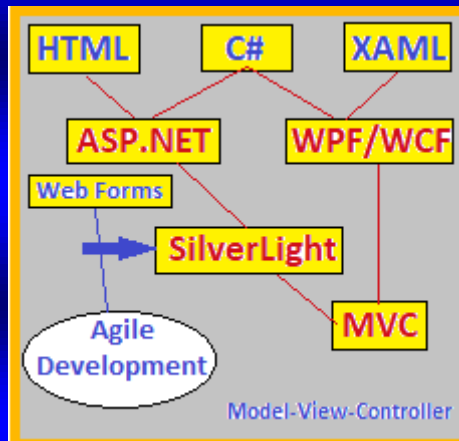 HTML
C#
XAML
ASP.NET
WPF/WCF
Web Forms
SilverLight
MVC
Agile
Development
Model-View-Controller